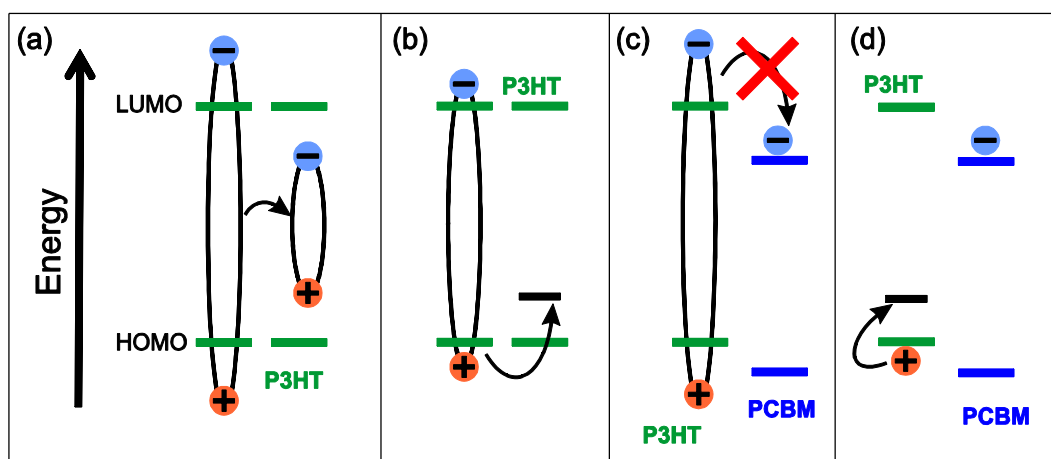 (a)
Energy
LUMO
HOMO
−
−
+
+
P3HT
(b)
P3HT
−
+
(c)
−
−
+
PCBM
P3HT
(d)
P3HT
−
+
PCBM